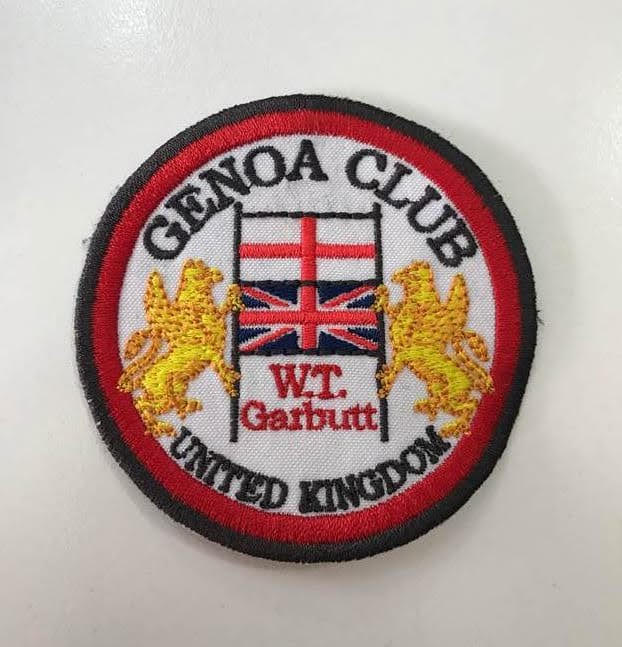 GENOA CLUB
W.T.
Garbutt
UNITED KINGDOM